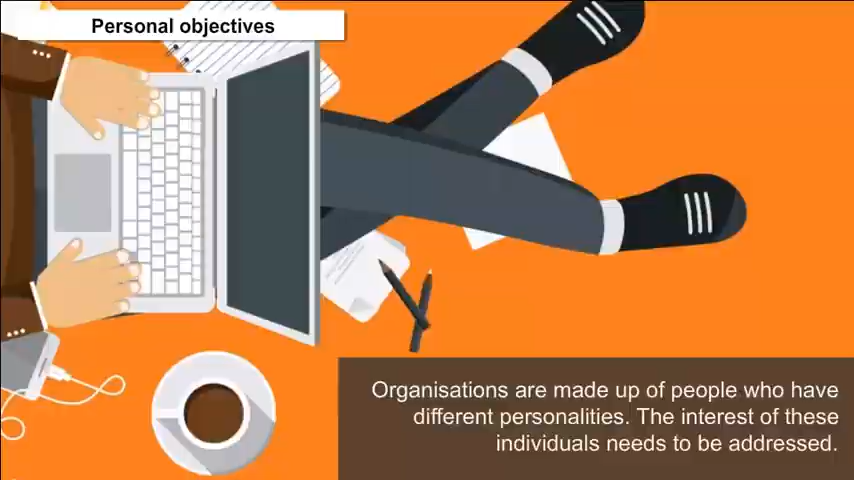 Personal objectives
Organisations are made up of people who have
different personalities. The interest of these
individuals needs to be addressed.